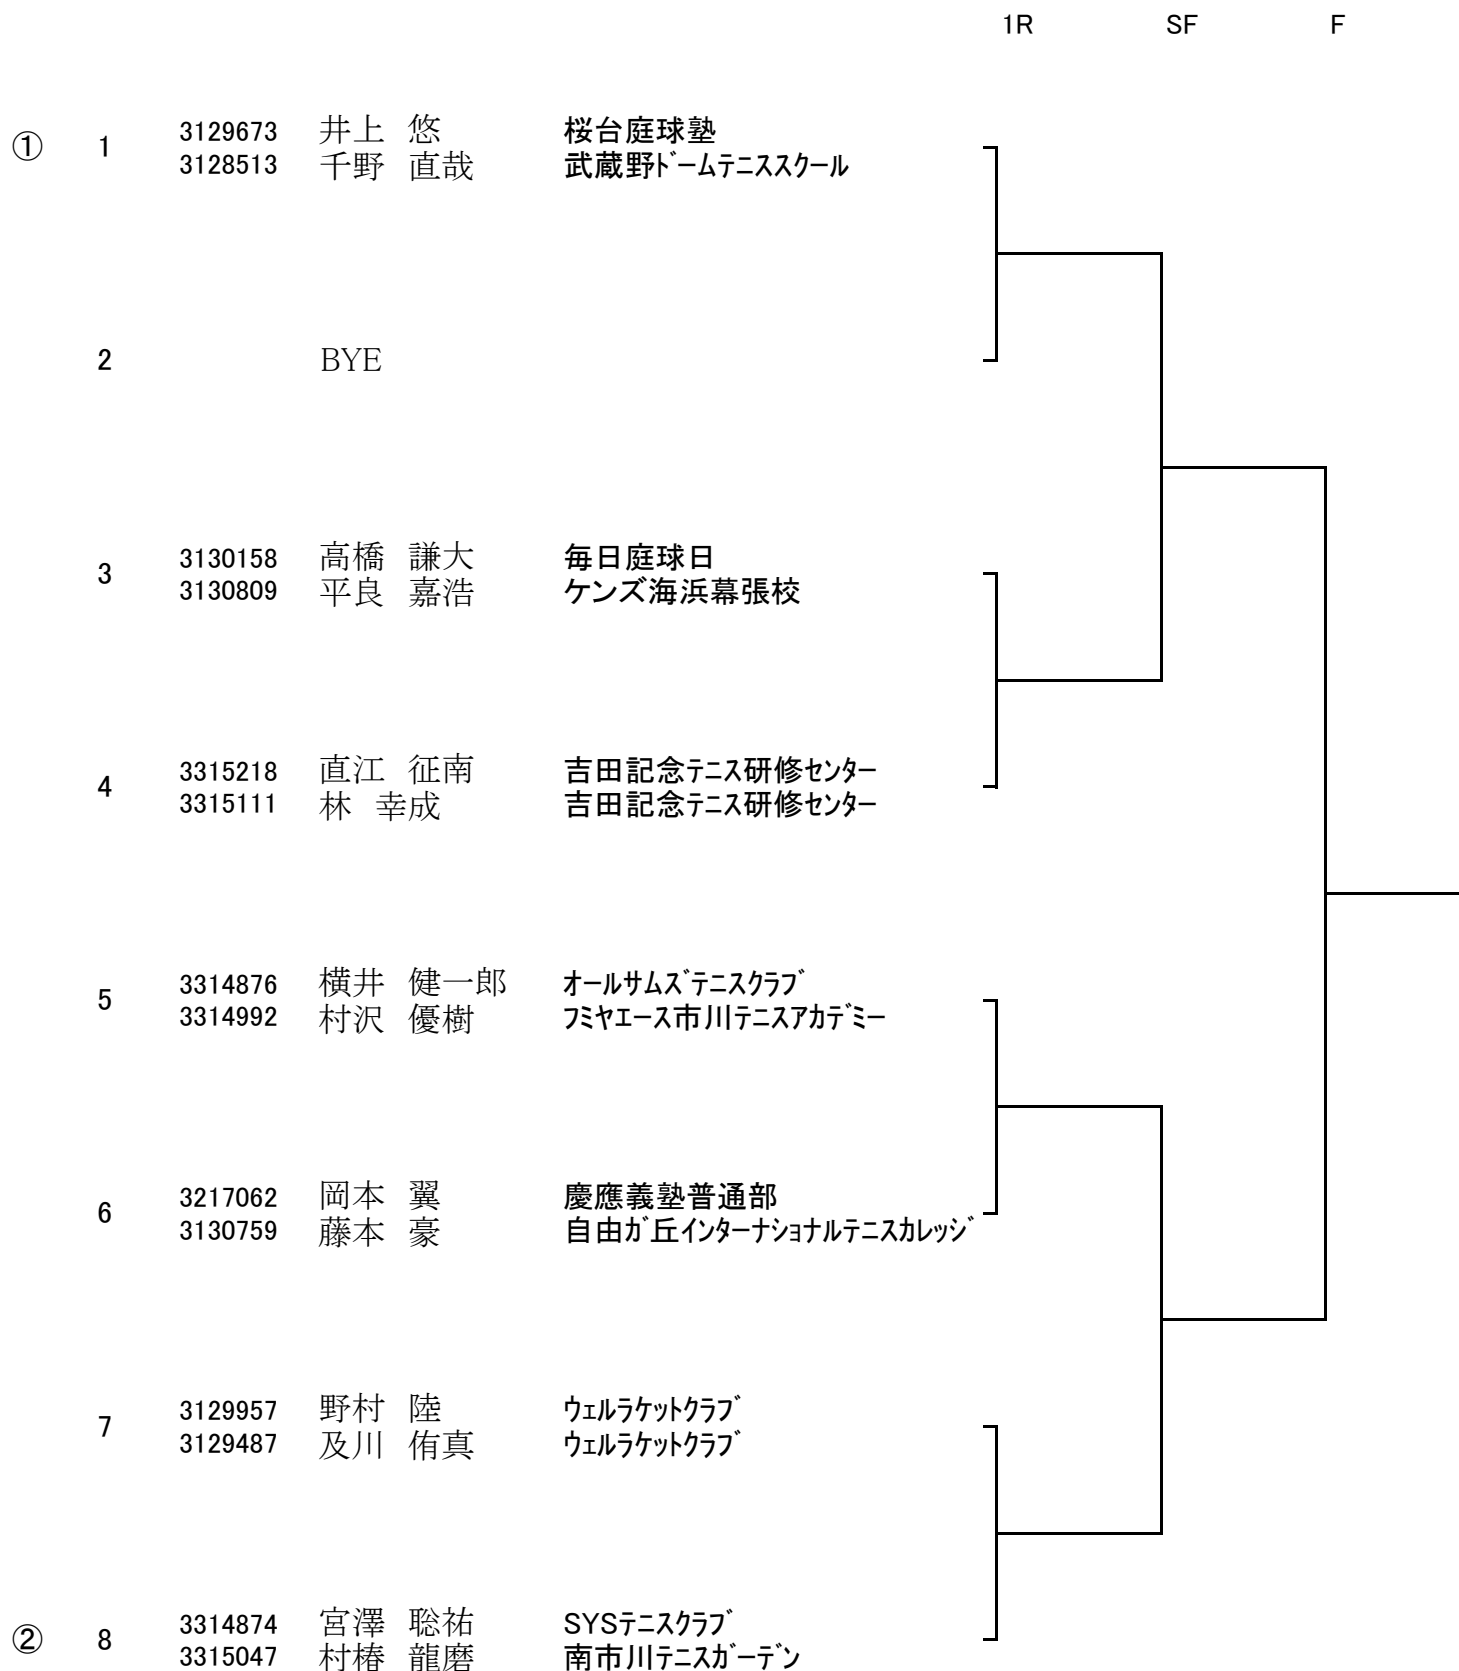 1R SF F
① 1 3129673 井上 悠 桜台庭球塾
3128513 千野 直哉 武蔵野ﾄﾞｰﾑﾃﾆｽｽｸｰﾙ
2 BYE
3 3130158 高橋 謙大 毎日庭球日
3130809 平良 嘉浩 ケンズ海浜幕張校
4 3315218 直江 征南 吉田記念ﾃﾆｽ研修ｾﾝﾀｰ
3315111 林 幸成 吉田記念ﾃﾆｽ研修ｾﾝﾀｰ
5 3314876 横井 健一郎 ｵｰﾙｻﾑｽﾞﾃﾆｽｸﾗﾌﾞ
3314992 村沢 優樹 ﾌﾐﾔｴｰｽ市川ﾃﾆｽｱｶﾃﾞﾐｰ
6 3217062 岡本 翼 慶應義塾普通部
3130759 藤本 豪 自由ｶﾞ丘ｲﾝﾀｰﾅｼｮﾅﾙﾃﾆｽｶﾚｯｼﾞ
7 3129957 野村 陸 ｳｪﾙﾗｹｯﾄｸﾗﾌﾞ
3129487 及川 侑真 ｳｪﾙﾗｹｯﾄｸﾗﾌﾞ
② 8 3314874 宮澤 聡祐 SYSﾃﾆｽｸﾗﾌﾞ
3315047 村椿 龍磨 南市川ﾃﾆｽｶﾞｰﾃﾞﾝ